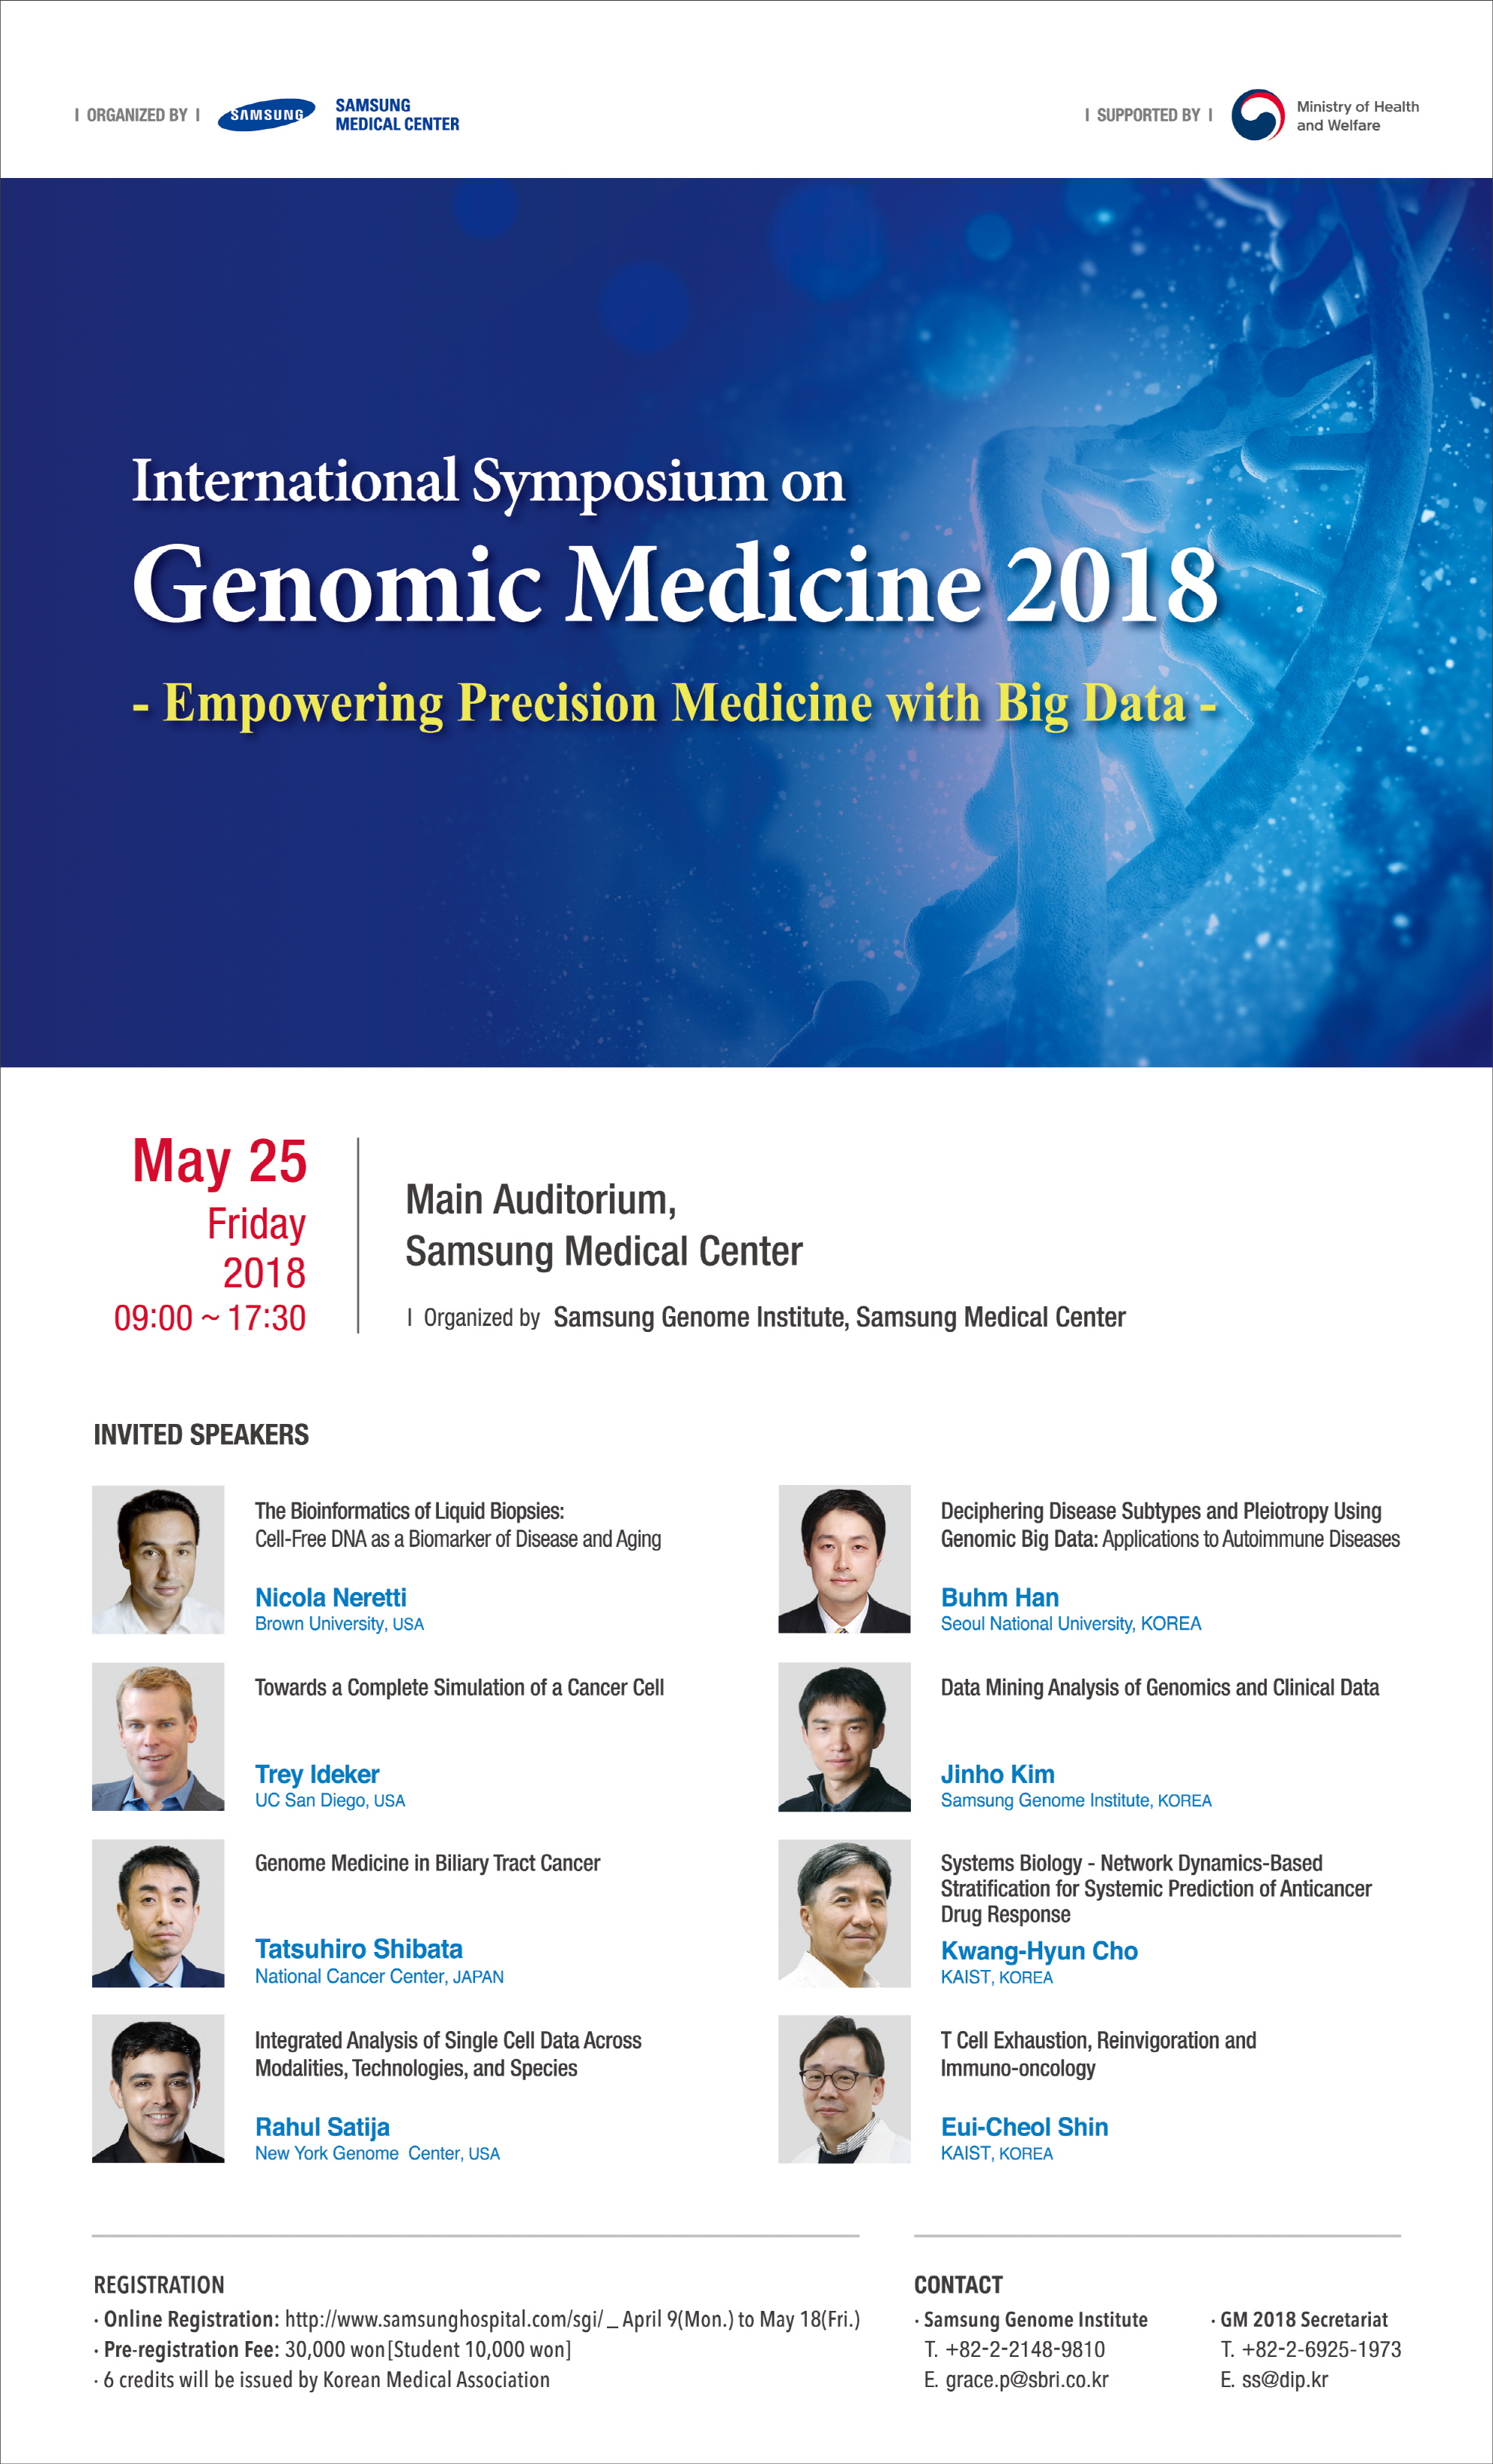 I ORGANIZED BY I
SAMSUNG
SAMSUNG
MEDICAL CENTER
I SUPPORTED BY I
Ministry of Health
and Welfare
International Symposium on
Genomic Medicine 2018
- Empowering Precision Medicine with Big Data -
May 25
Friday
2018
09:00 ~ 17:30
Main Auditorium,
Samsung Medical Center
I Organized by Samsung Genome Institute, Samsung Medical Center
INVITED SPEAKERS
The Bioinformatics of Liquid Biopsies:
Cell-Free DNA as a Biomarker of Disease and Aging
Nicola Neretti
Brown University, USA
Towards a Complete Simulation of a Cancer Cell
Trey Ideker
UC San Diego, USA
Genome Medicine in Biliary Tract Cancer
Tatsuhiro Shibata
National Cancer Center, JAPAN
Integrated Analysis of Single Cell Data Across
Modalities, Technologies, and Species
Rahul Satija
New York Genome Center, USA
Deciphering Disease Subtypes and Pleiotropy Using
Genomic Big Data: Applications to Autoimmune Diseases
Buhm Han
Seoul National University, KOREA
Data Mining Analysis of Genomics and Clinical Data
Jinho Kim
Samsung Genome Institute, KOREA
Systems Biology - Network Dynamics-Based
Stratification for Systemic Prediction of Anticancer
Drug Response
Kwang-Hyun Cho
KAIST, KOREA
T Cell Exhaustion, Reinvigoration and
Immuno-oncology
Eui-Cheol Shin
KAIST, KOREA
REGISTRATION
· Online Registration: http://www.samsunghospital.com/sgi/ _ April 9(Mon.) to May 18(Fri.)
· Pre-registration Fee: 30,000 won[Student 10,000 won]
· 6 credits will be issued by Korean Medical Association
CONTACT
· Samsung Genome Institute
T. +82-2-2148-9810
E. grace.p@sbri.co.kr
· GM 2018 Secretariat
T. +82-2-6925-1973
E. ss@dip.kr